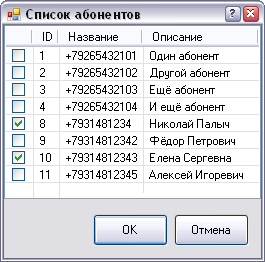 Список абонентов
ID Название Описание
1 +79265432101 Один абонент
2 +79265432102 Другой абонент
3 +79265432103 Ещё абонент
4 +79265432104 И ещё абонент
8 +7931481234 Николай Палыч
9 +79314812342 Фёдор Петрович
10 +79314812343 Елена Сергевна
11 +79314812345 Алексей Игоревич
OK Отмена